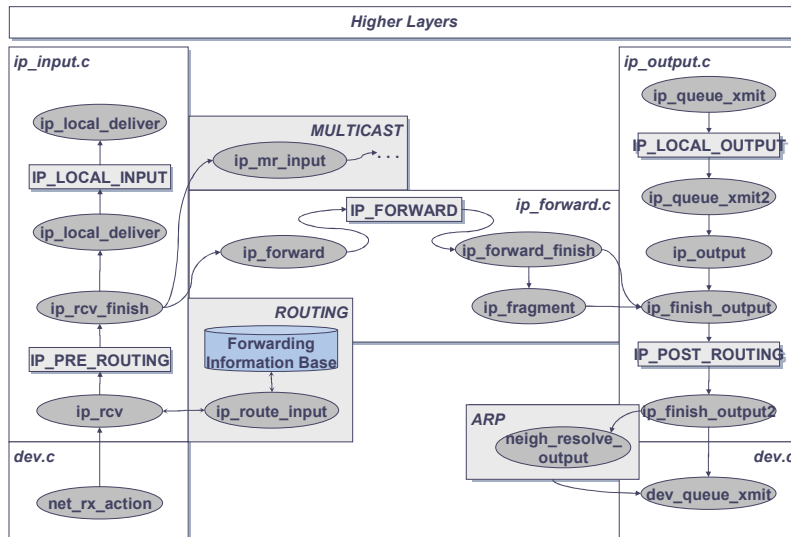 Higher Layers
ip_input.c
ip_local_deliver
IP_LOCAL_INPUT
ip_local_deliver
ip_rcv_finish
IP_PRE_ROUTING
ip_rcv
dev.c
net_rx_action
MULTICAST
ip_mr_input
. . .
ip_forward.c
IP_FORWARD
ip_forward
ip_forward_finish
ip_fragment
ROUTING
Forwarding
Information Base
ip_route_input
ARP
neigh_resolve_
output
ip_output.c
ip_queue_xmit
IP_LOCAL_OUTPUT
ip_queue_xmit2
ip_output
ip_finish_output
IP_POST_ROUTING
ip_finish_output2
dev.c
dev_queue_xmit